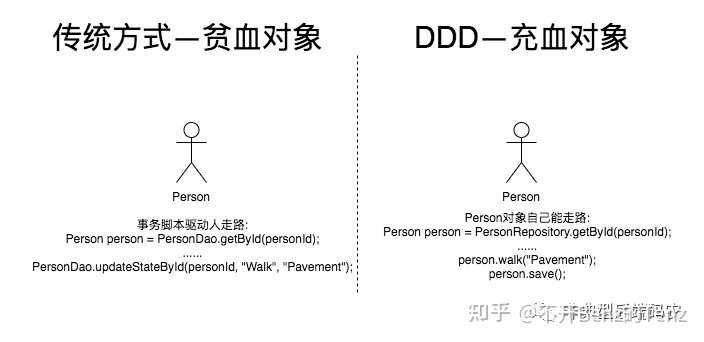 传统方式—贫血对象
DDD—充血对象
Person
事务脚本驱动人走路:
Person person = PersonDao.getById(personId);
......
PersonDao.updateStateById(personId, "Walk", "Pavement");
Person
Person对象自己能走路:
Person person = PersonRepository.getById(personId);
......
person.walk("Pavement");
person.save();
知乎